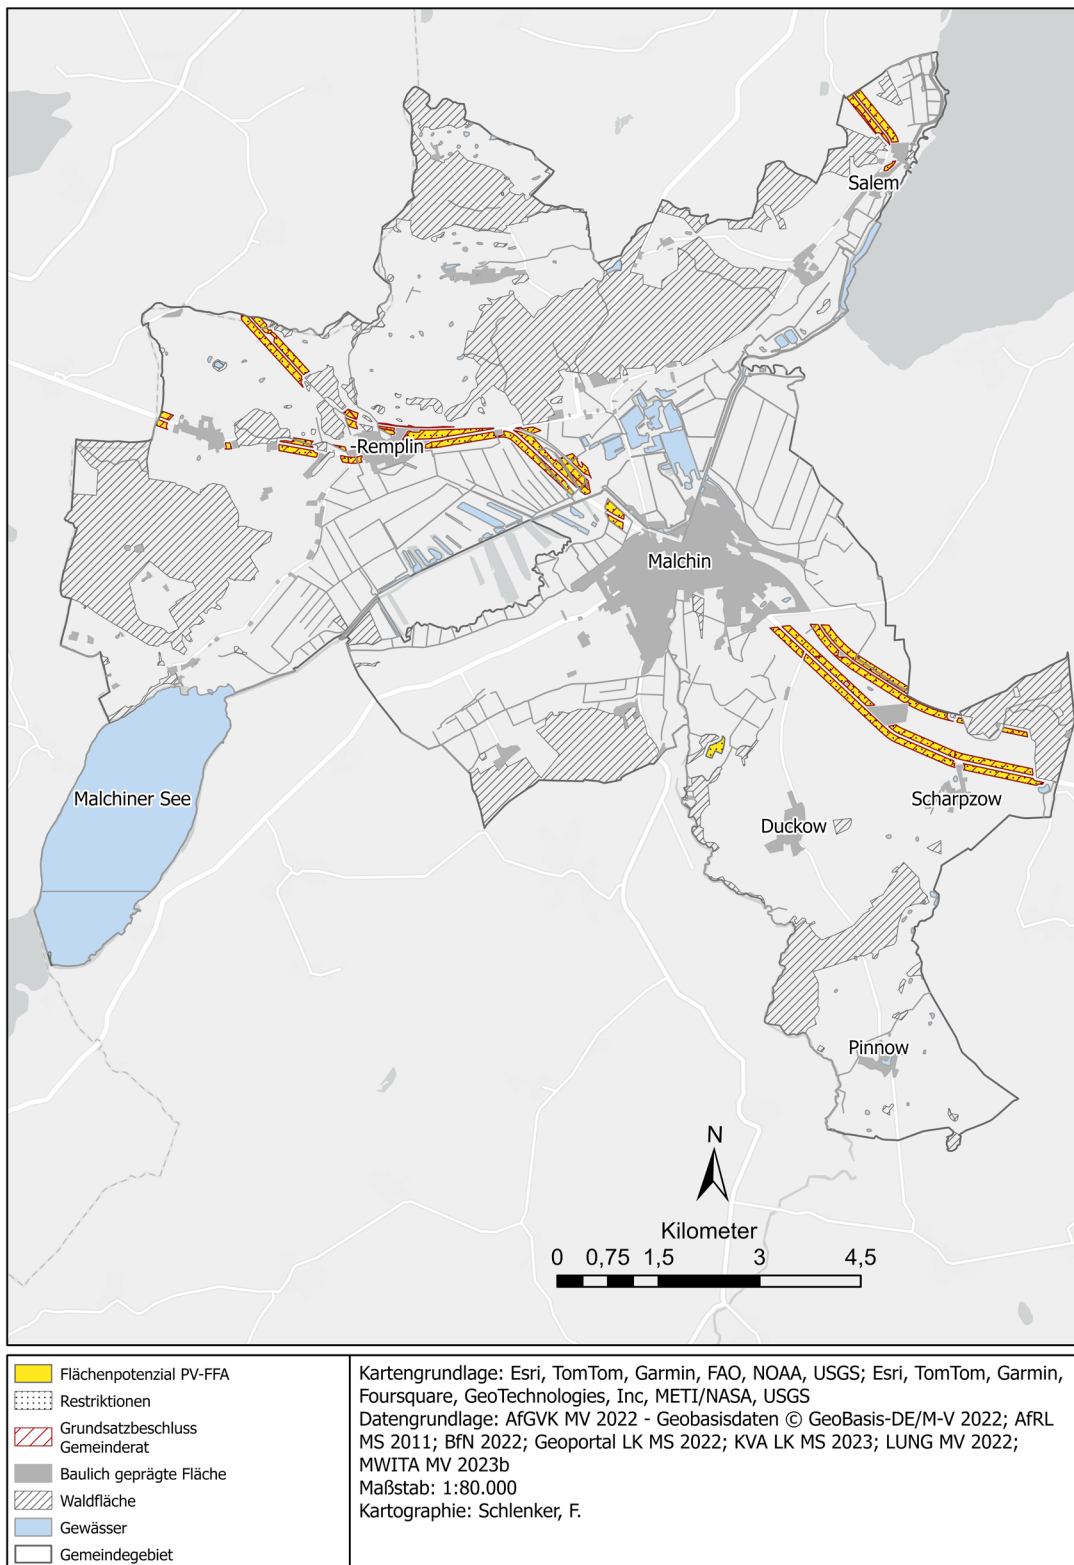 Salem
-Remplin
Malchin
Malchiner See
Scharpzow
Duckow
Pinnow
N
Kilometer
0 0,75 1,5 3 4,5
Flächenpotenzial PV-FFA
Restriktionen
Grundsatzbeschluss
Gemeinderat
Baulich geprägte Fläche
Waldfläche
Gewässer
Gemeindegebiet
Kartengrundlage: Esri, TomTom, Garmin, FAO, NOAA, USGS; Esri, TomTom, Garmin,
Foursquare, GeoTechnologies, Inc, METI/NASA, USGS
Datengrundlage: AfGVK MV 2022 - Geobasisdaten © GeoBasis-DE/M-V 2022; AfRL
MS 2011; BfN 2022; Geoportal LK MS 2022; KVA LK MS 2023; LUNG MV 2022;
MWITA MV 2023b
Maßstab: 1:80.000
Kartographie: Schlenker, F.